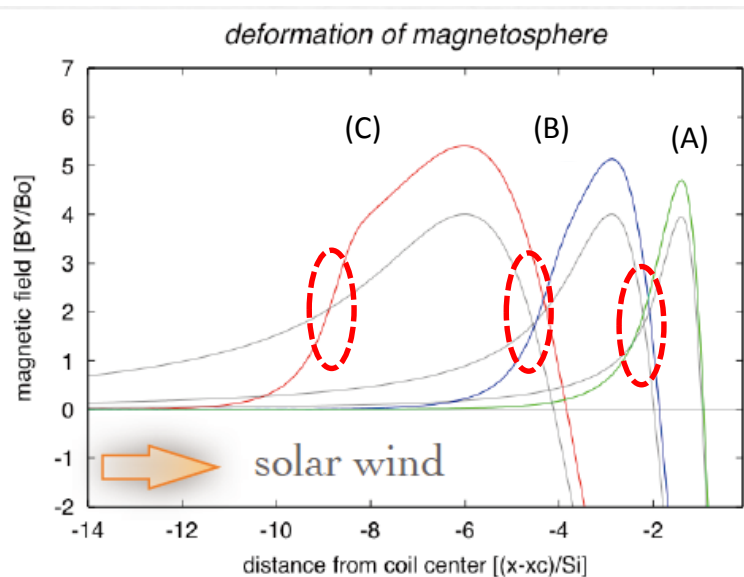 deformation of magnetosphere
7
6
5
4
3
2
1
0
-1
-2
magnetic field [BY/Bo]
(C)
(B)
(A)
solar wind
-14
-12
-10
-8
-6
-4
-2
distance from coil center [(x-xc)/Si]